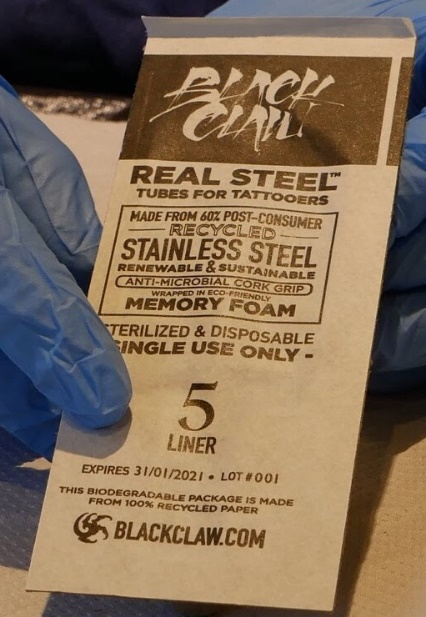 BLACK
CLAW
REAL STEEL™
TUBES FOR TATTOOERS
MADE FROM 60% POST-CONSUMER
RECYCLED
STAINLESS STEEL
RENEWABLE & SUSTAINABLE
ANTI-MICROBIAL CORK GRIP
WRAPPED IN ECO-FRIENDLY
MEMORY FOAM
STERILIZED & DISPOSABLE
SINGLE USE ONLY -
5
LINER
EXPIRES 31/01/2021 • LOT#001
THIS BIODEGRADABLE PACKAGE IS MADE
FROM 100% RECYCLED PAPER
BLACKCLAW.COM